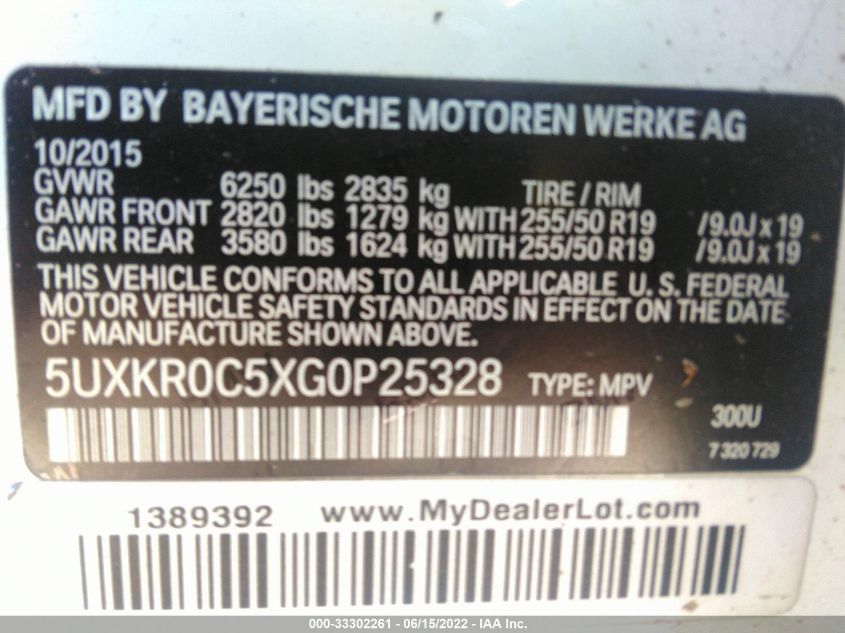 MFD BY BAYERISCHE MOTOREN WERKE AG
10/2015
GVWR 6250 lbs 2835 kg TIRE / RIM
GAWR FRONT 2820 lbs 1279 kg WITH 255/50 R19 /9.0J x 19
GAWR REAR 3580 lbs 1624 kg WITH 255/50 R19 /9.0J x 19
THIS VEHICLE CONFORMS TO ALL APPLICABLE U.S. FEDERAL
MOTOR VEHICLE SAFETY STANDARDS IN EFFECT ON THE DATE
OF MANUFACTURE SHOWN ABOVE.
5UXKR0C5XG0P25328 TYPE: MPV
300U
7 320 729
1389392 www.MyDealerLot.com
000-33302261 - 06/15/2022 - IAA Inc.